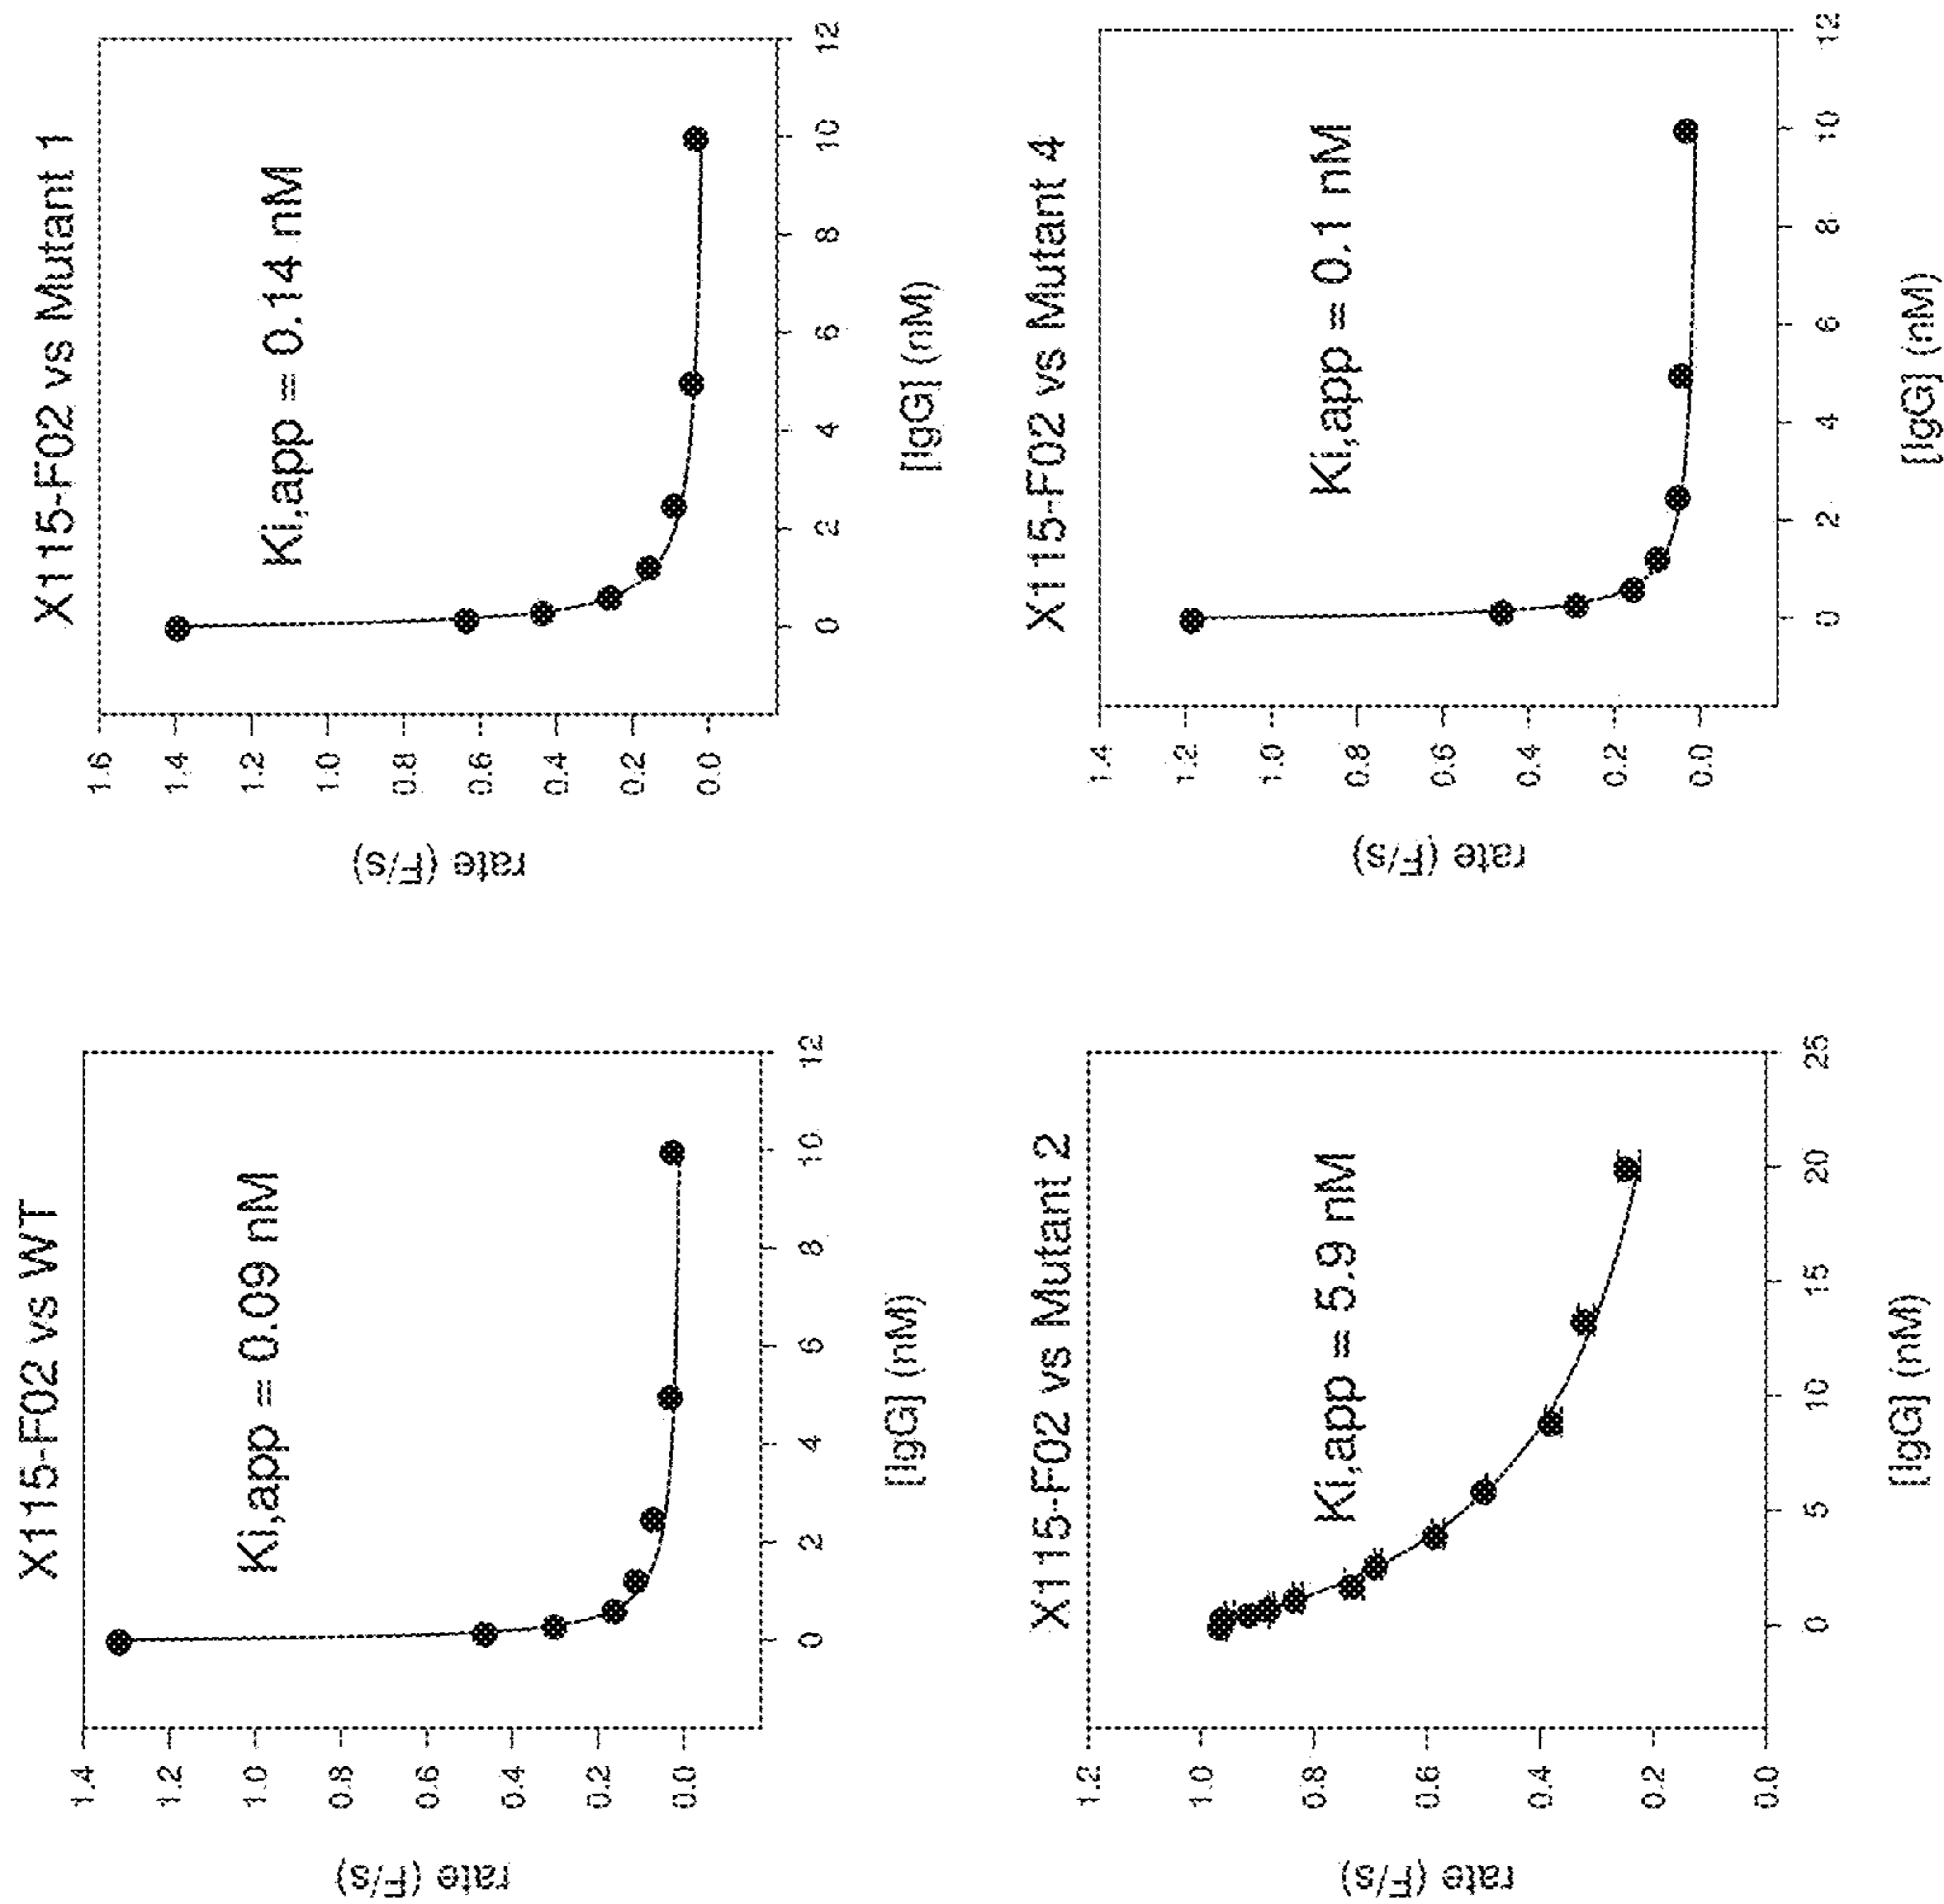 X115-F02 vs WT
Ki,app = 0.09 nM
rate (F/s)
1.4
1.2
1.0
0.8
0.6
0.4
0.2
0.0
0 2 4 6 8 10 12
[IgG] (nM)
X115-F02 vs Mutant 1
Ki,app = 0.14 nM
rate (F/s)
1.6
1.4
1.2
1.0
0.8
0.6
0.4
0.2
0.0
0 2 4 6 8 10 12
[IgG] (nM)
X115-F02 vs Mutant 2
Ki,app = 5.9 nM
rate (F/s)
1.2
1.0
0.8
0.6
0.4
0.2
0.0
0 5 10 15 20 25
[IgG] (nM)
X115-F02 vs Mutant 4
Ki,app = 0.1 nM
rate (F/s)
1.4
1.2
1.0
0.8
0.6
0.4
0.2
0.0
0 2 4 6 8 10 12
[IgG] (nM)